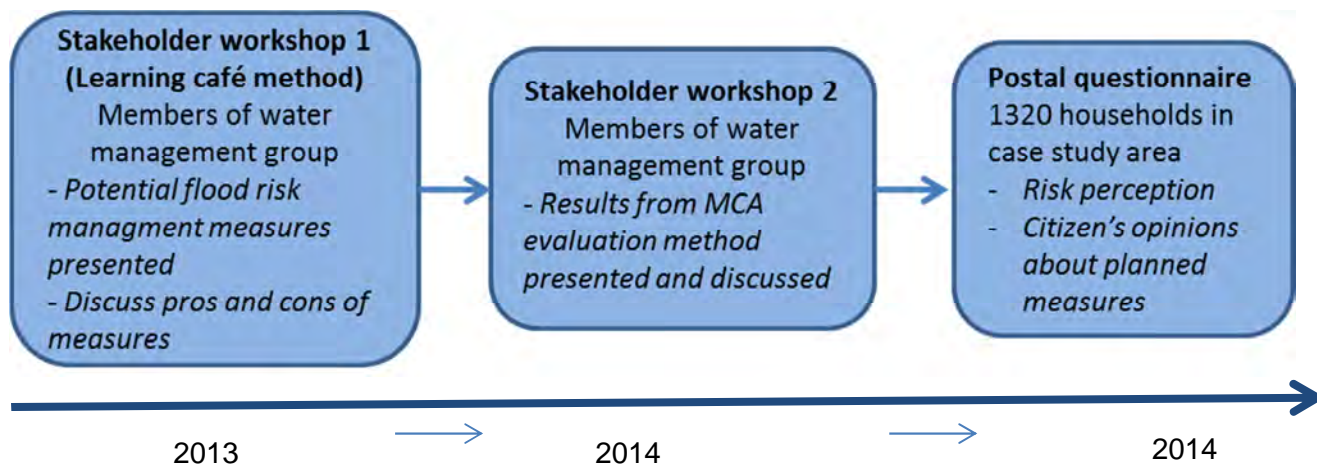 Stakeholder workshop 1
(Learning café method)
Members of water
management group
- Potential flood risk
managment measures
presented
- Discuss pros and cons of
measures
Stakeholder workshop 2
Members of water
management group
- Results from MCA
evaluation method
presented and discussed
Postal questionnaire
1320 households in
case study area
- Risk perception
- Citizen’s opinions
about planned
measures
2013
2014
2014